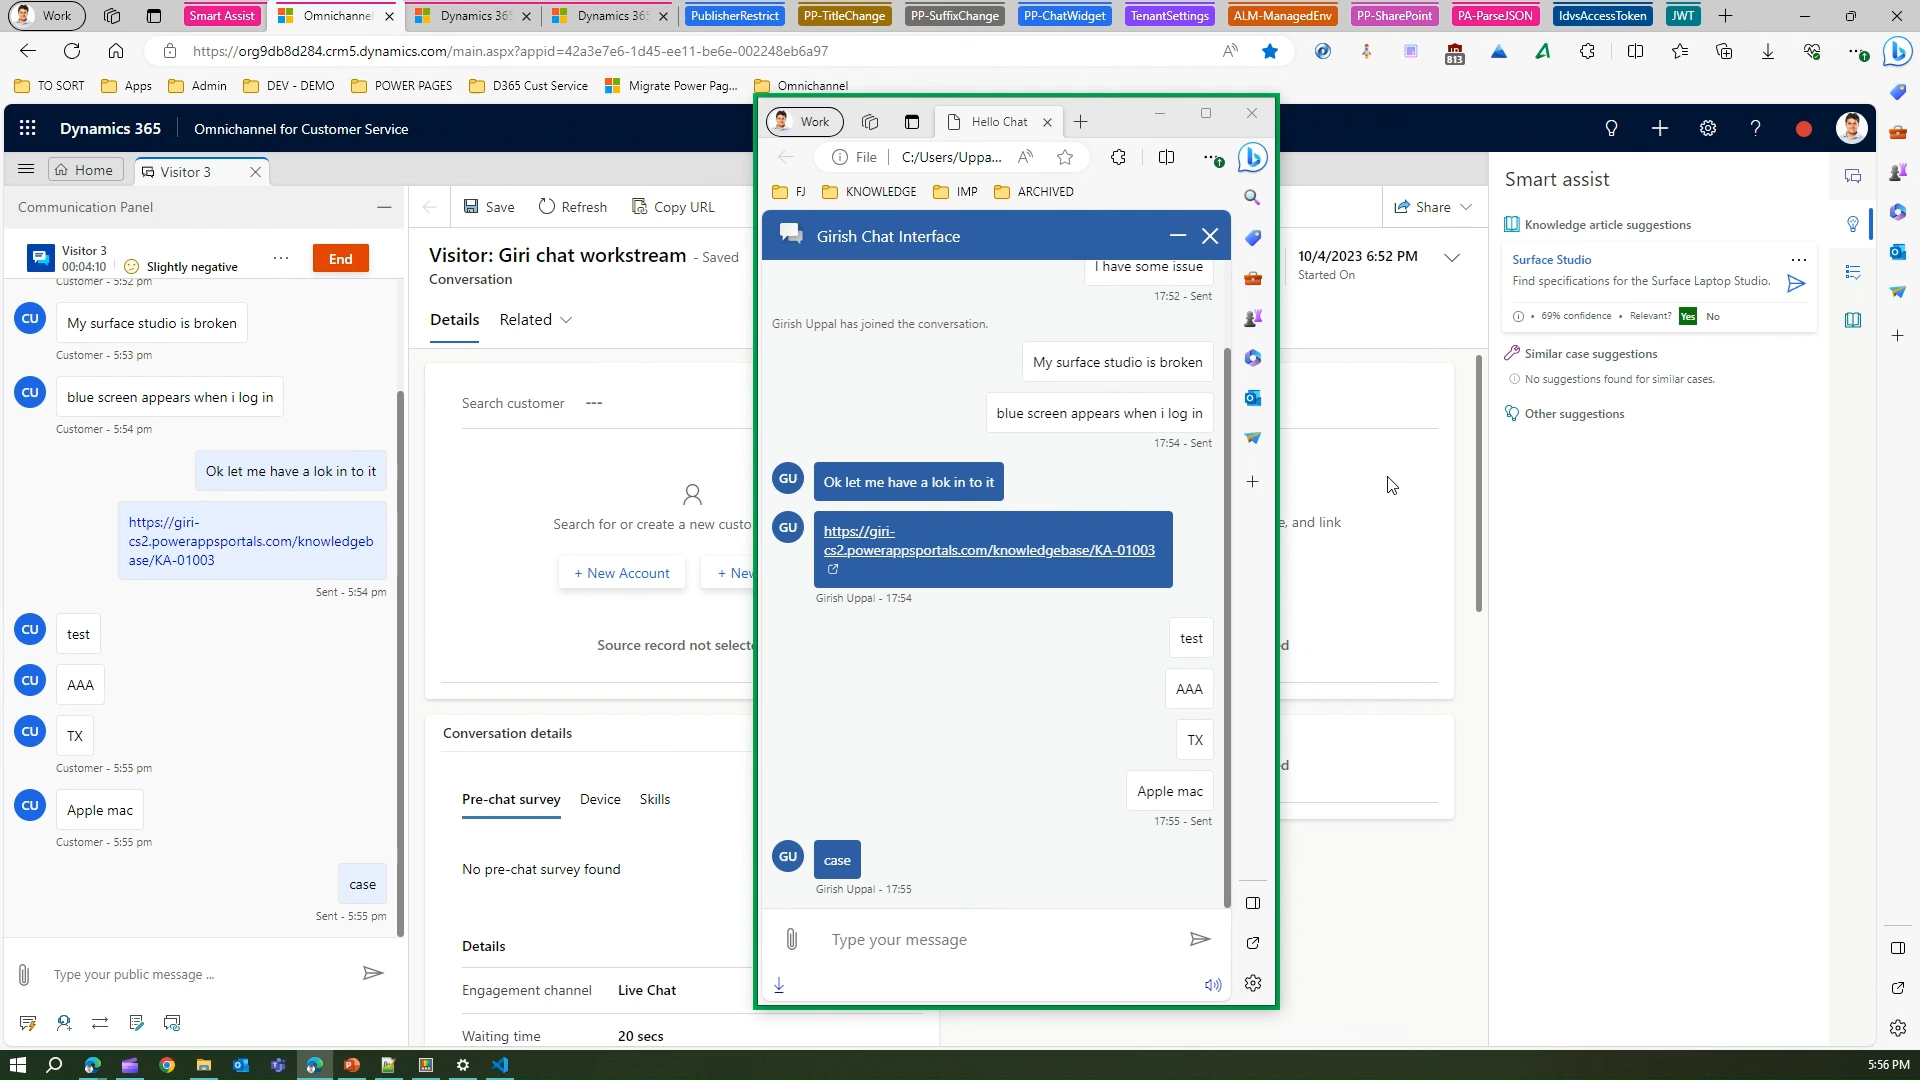 Work
Smart Assist
Omnichannel
Dynamics 365
Dynamics 365
PublisherRestrict
PP-TitleChange
PP-SuffixChange
PP-ChatWidget
TenantSettings
ALM-ManagedEnv
PP-SharePoint
PA-ParseJSON
IdvsAccessToken
JWT
https://org9db8d284.crm5.dynamics.com/main.aspx?appid=42a3e7e6-1d45-ee11-be6e-002248eb6a97
813
TO SORT
Apps
Admin
DEV - DEMO
POWER PAGES
D365 Cust Service
Migrate Power Pag...
Omnichannel
Dynamics 365
Omnichannel for Customer Service
Home
Visitor 3
Communication Panel
Visitor 3
00:04:10
Slightly negative
...
End
Customer - 5:52 pm
CU
My surface studio is broken
Customer - 5:53 pm
CU
blue screen appears when i log in
Customer - 5:54 pm
Ok let me have a lok in to it
https://giri-
cs2.powerappsportals.com/knowledgeb
ase/KA-01003
Sent - 5:54 pm
CU
test
CU
AAA
CU
TX
Customer - 5:55 pm
CU
Apple mac
Customer - 5:55 pm
case
Sent - 5:55 pm
Type your public message ...
Save
Refresh
Copy URL
Share
Visitor: Giri chat workstream - Saved
Conversation
10/4/2023 6:52 PM
Started On
Details
Related
Search customer
---
Search for or create a new custo
e, and link
+ New Account
+ New
Source record not selecte
d
Conversation details
d
Pre-chat survey
Device
Skills
No pre-chat survey found
Details
Engagement channel
Live Chat
Waiting time
20 secs
Work
Hello Chat
File
C:/Users/Uppa...
FJ
KNOWLEDGE
IMP
ARCHIVED
Girish Chat Interface
I have some issue
17:52 - Sent
Girish Uppal has joined the conversation.
My surface studio is broken
blue screen appears when i log in
17:54 - Sent
GU
Ok let me have a lok in to it
GU
https://giri-
cs2.powerappsportals.com/knowledgebase/KA-01003
Girish Uppal - 17:54
test
AAA
TX
Apple mac
17:55 - Sent
GU
case
Girish Uppal - 17:55
Type your message
Smart assist
Knowledge article suggestions
Surface Studio
...
Find specifications for the Surface Laptop Studio.
• 69% confidence • Relevant? Yes No
Similar case suggestions
No suggestions found for similar cases.
Other suggestions
5:56 PM